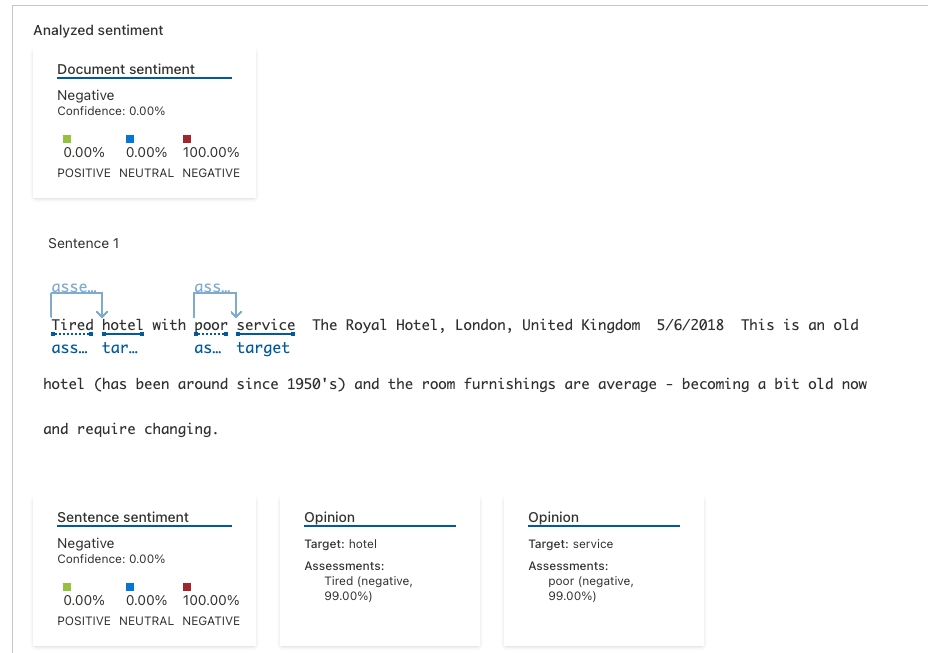 Analyzed sentiment
Document sentiment
Negative
Confidence: 0.00%
0.00% 0.00% 100.00%
POSITIVE NEUTRAL NEGATIVE
Sentence 1
asse... ass...
Tired hotel with poor service The Royal Hotel, London, United Kingdom 5/6/2018 This is an old
ass... tar... as... target
hotel (has been around since 1950's) and the room furnishings are average - becoming a bit old now
and require changing.
Sentence sentiment
Negative
Confidence: 0.00%
0.00% 0.00% 100.00%
POSITIVE NEUTRAL NEGATIVE
Opinion
Target: hotel
Assessments:
Tired (negative,
99.00%)
Opinion
Target: service
Assessments:
poor (negative,
99.00%)